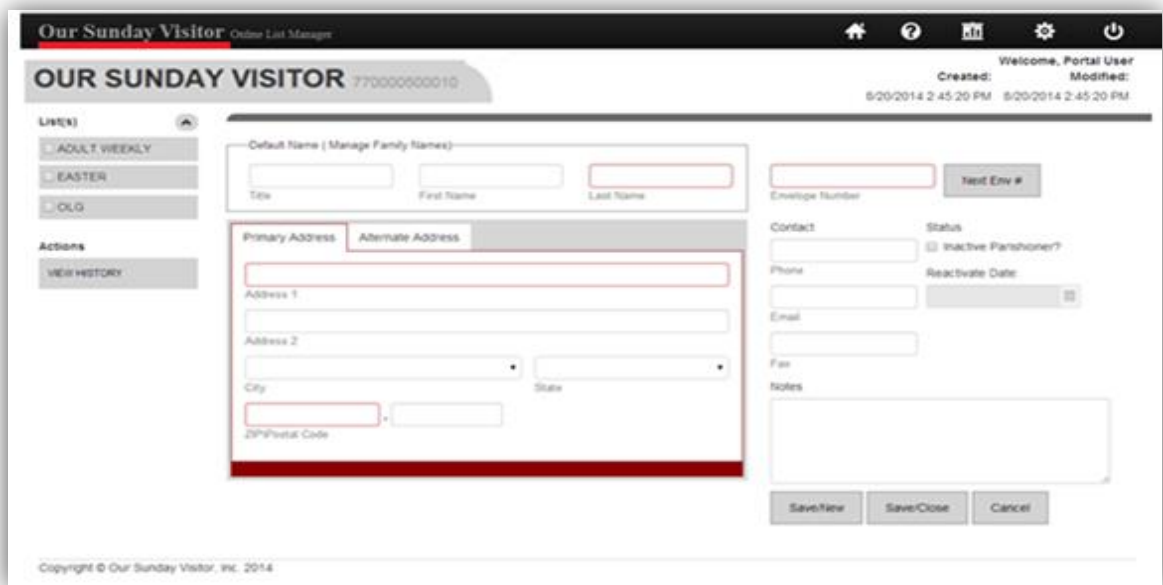 Our Sunday Visitor Online List Manager
OUR SUNDAY VISITOR 770000500010
Welcome, Portal User
Created: Modified:
8/20/2014 2:45:20 PM 8/20/2014 2:45:20 PM
List(s)
ADULT WEEKLY
EASTER
OLG
Actions
VIEW HISTORY
Default Name ( Manage Family Names)
Title First Name Last Name
Envelope Number
Next Env #
Primary Address Alternate Address
Address 1
Address 2
City State
- 
ZIP\Postal Code
Contact
Phone
Email
Fax
Status
Inactive Parishioner?
Reactivate Date:
Notes
Save/New Save/Close Cancel
Copyright © Our Sunday Visitor, Inc. 2014